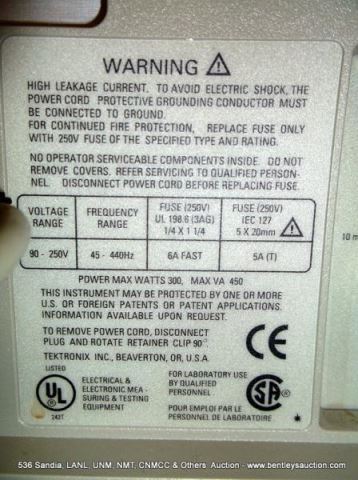 WARNING ⚠
HIGH LEAKAGE CURRENT. TO AVOID ELECTRIC SHOCK, THE
POWER CORD PROTECTIVE GROUNDING CONDUCTOR MUST
BE CONNECTED TO GROUND.
FOR CONTINUED FIRE PROTECTION, REPLACE FUSE ONLY
WITH 250V FUSE OF THE SPECIFIED TYPE AND RATING.
NO OPERATOR SERVICEABLE COMPONENTS INSIDE. DO NOT
REMOVE COVERS. REFER SERVICING TO QUALIFIED PERSON-
NEL. DISCONNECT POWER CORD BEFORE REPLACING FUSE.
VOLTAGE RANGE FREQUENCY RANGE FUSE (250V) UL 198.6 (3AG) 1/4 X 1 1/4 FUSE (250V) IEC 127 5 X 20mm ⚠
90 - 250V 45 - 440Hz 6A FAST 5A (T)
POWER MAX WATTS 300, MAX VA 450
THIS INSTRUMENT MAY BE PROTECTED BY ONE OR MORE
U.S. OR FOREIGN PATENTS OR PATENT APPLICATIONS.
INFORMATION AVAILABLE UPON REQUEST.
TO REMOVE POWER CORD, DISCONNECT
PLUG AND ROTATE RETAINER CLIP 90°
TEKTRONIX INC., BEAVERTON, OR, U.S.A.
CE
LISTED
UL
242T
ELECTRICAL &
ELECTRONIC MEA-
SURING & TESTING
EQUIPMENT
FOR LABORATORY USE
BY QUALIFIED
PERSONNEL
POUR EMPLOI PAR LE
PERSONNEL DE LABORATOIRE.
SA
10 m
536 Sandia, LANL, UNM, NMT, CNMCC & Others Auction - www.bentleysauction.com